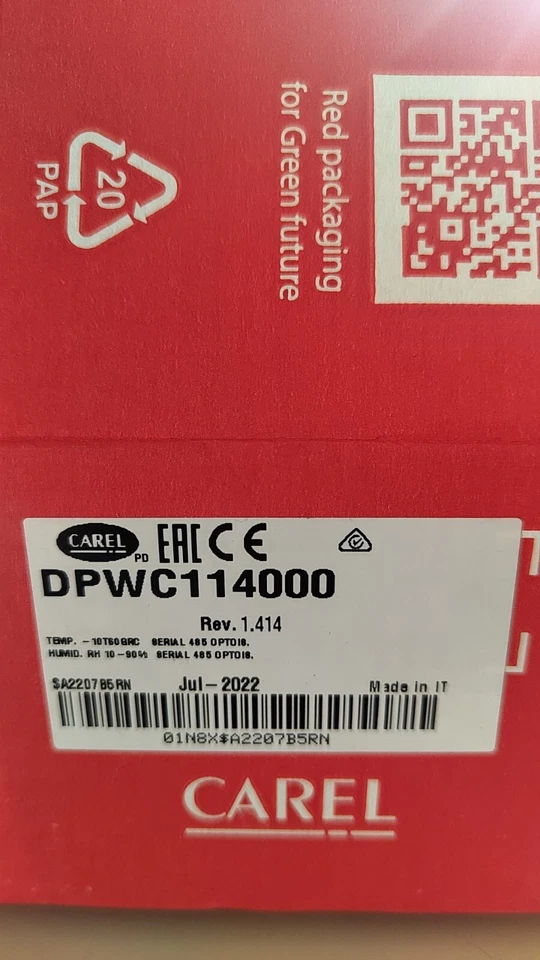 Red packaging
for Green future
20
PAP
CAREL
PD
EAC CE
DPWC114000
Rev. 1.414
TEMP. -10T60GRC SERIAL 485 OPTOIS.
HUMID. RH 10-90% SERIAL 485 OPTOIS.
$A2207B5RN Jul-2022 Made in IT
01N8X$A2207B5RN
CAREL